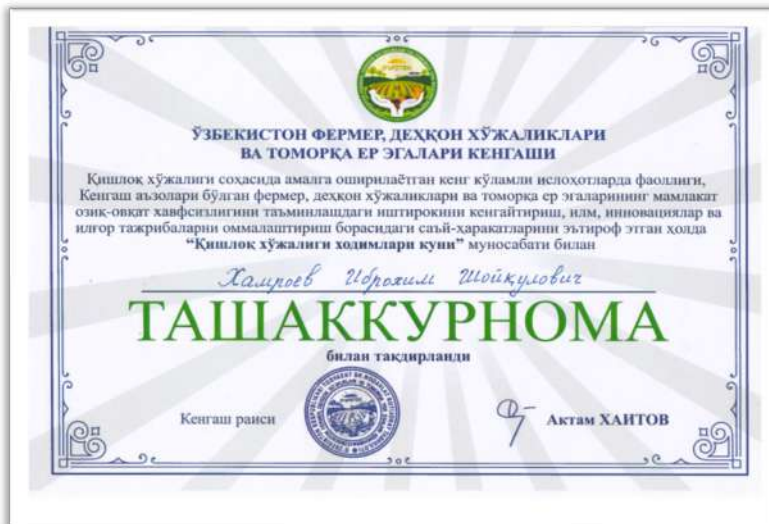 ЎЗБЕКИСТОН ФЕРМЕР, ДЕҲҚОН ХЎЖАЛИКЛАРИ
ВА ТОМОРҚА ЕР ЭГАЛАРИ КЕНГАШИ
Қишлоқ хўжалиги соҳасида амалга оширилаётган кенг кўламли ислоҳотларда фаоллиги,
Кенгаш аъзолари бўлган фермер, деҳқон хўжаликлари ва томорқа ер эгаларининг мамлакат
озиқ-овқат хавфсизлигини таъминлашдаги иштирокини кенгайтириш, илм, инновациялар ва
илғор тажрибаларни оммалаштириш борасидаги саъй-ҳаракатларини эътироф этган ҳолда
“Қишлоқ хўжалиги ходимлари куни” муносабати билан
Хамроев Иброхим Шойқулович
ТАШАККУРНОМА
билан тақдирланди
Кенгаш раиси
Актам ХАИТОВ